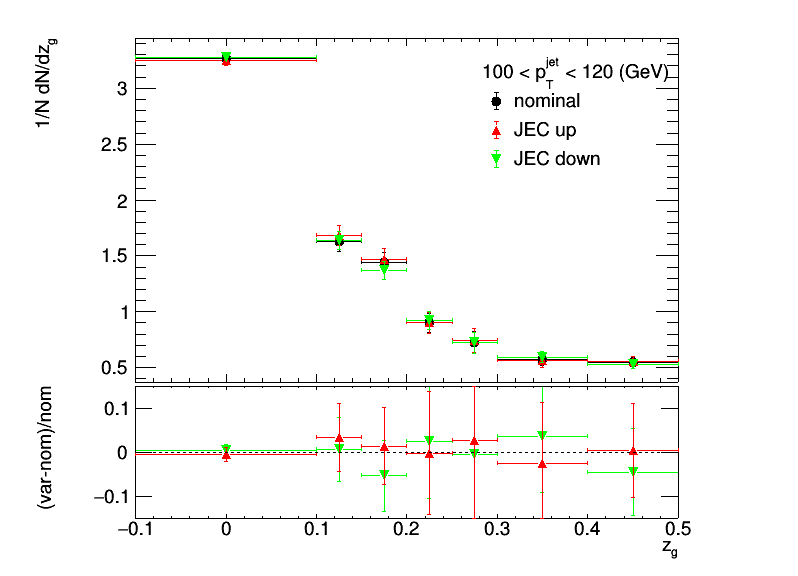 1/N dN/dz_g
3
2.5
2
1.5
1
0.5
100 < p_T^jet < 120 (GeV)
nominal
JEC up
JEC down
(var-nom)/nom
0.1
0
−0.1
−0.1 0 0.1 0.2 0.3 0.4 0.5
z_g